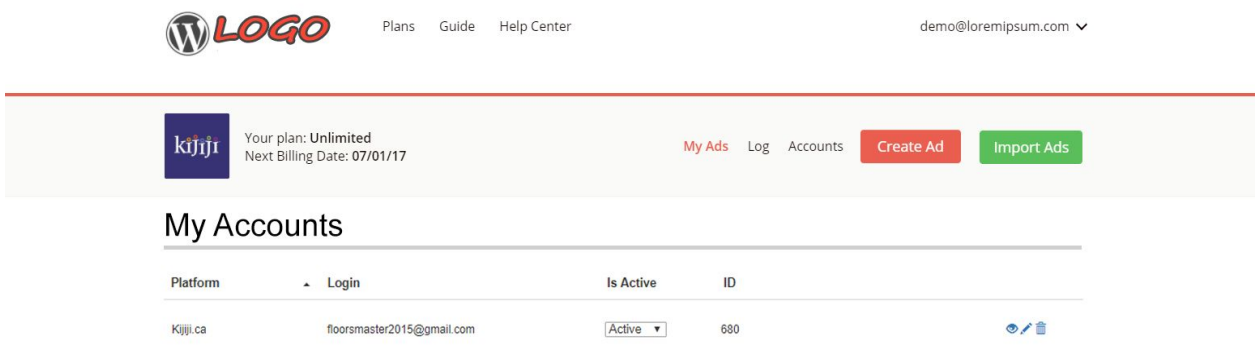 W LOGO Plans Guide Help Center demo@loremipsum.com
kijiji Your plan: Unlimited
Next Billing Date: 07/01/17
My Ads Log Accounts Create Ad Import Ads
My Accounts
Platform Login Is Active ID
Kijiji.ca floorsmaster2015@gmail.com Active 680